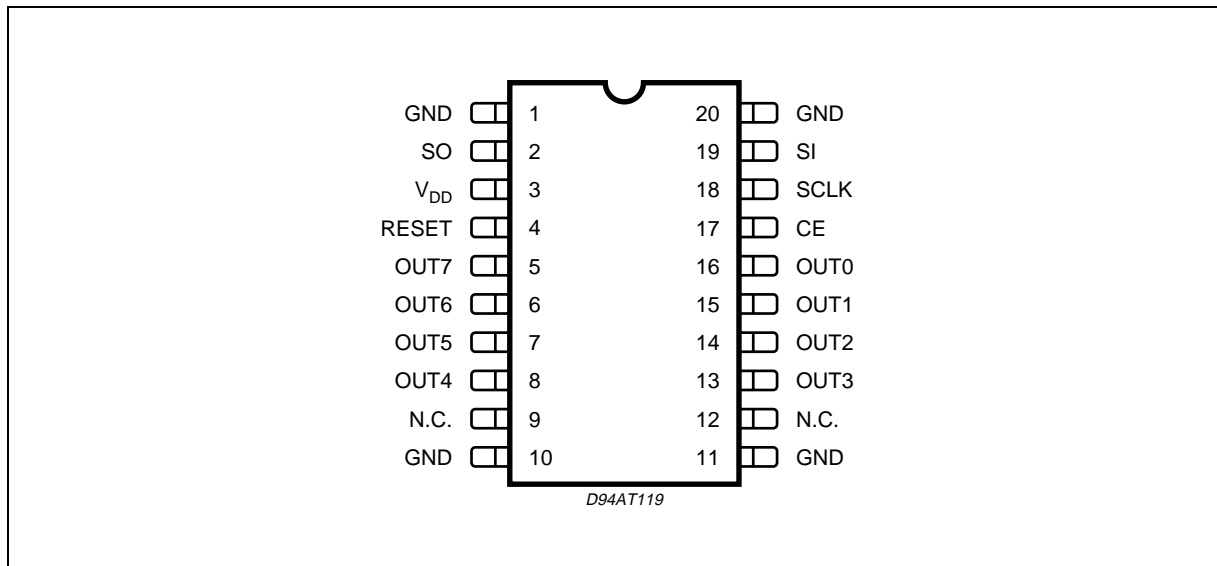 GND 1 20 GND
SO 2 19 SI
VDD 3 18 SCLK
RESET 4 17 CE
OUT7 5 16 OUT0
OUT6 6 15 OUT1
OUT5 7 14 OUT2
OUT4 8 13 OUT3
N.C. 9 12 N.C.
GND 10 11 GND
D94AT119